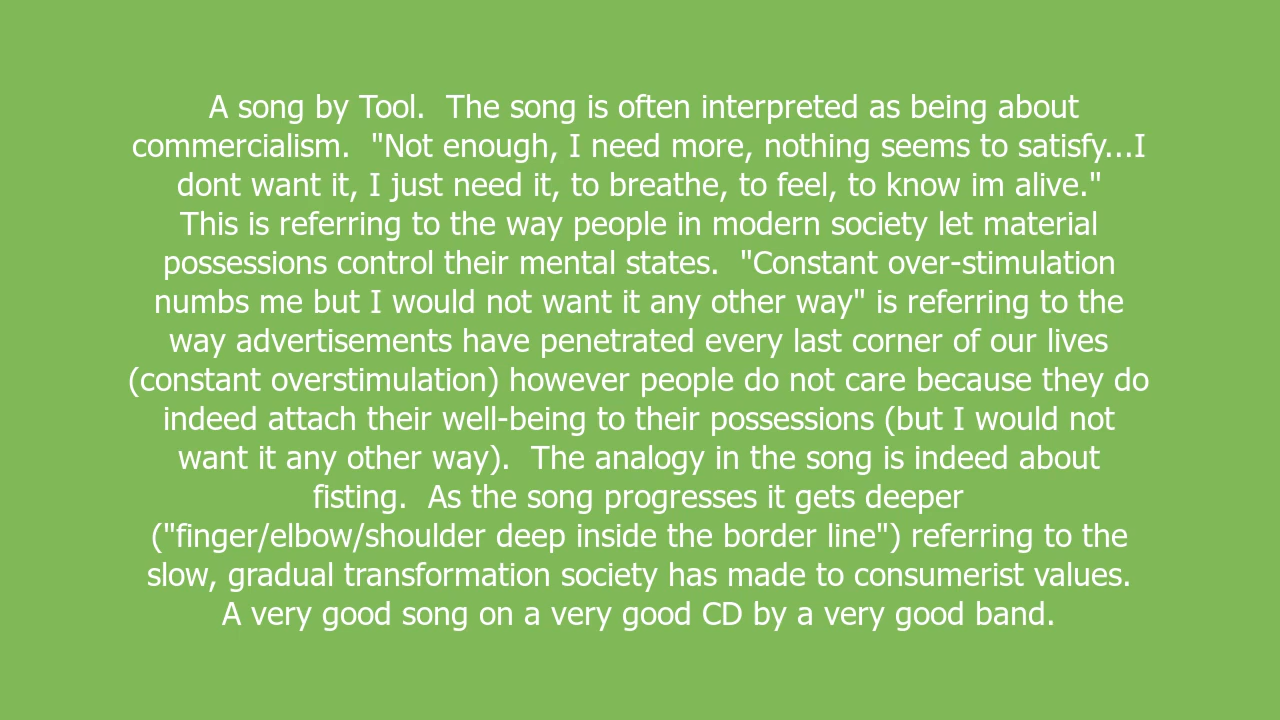 A song by Tool.  The song is often interpreted as being about
commercialism.  "Not enough, I need more, nothing seems to satisfy...I
dont want it, I just need it, to breathe, to feel, to know im alive."
This is referring to the way people in modern society let material
possessions control their mental states.  "Constant over-stimulation
numbs me but I would not want it any other way" is referring to the
way advertisements have penetrated every last corner of our lives
(constant overstimulation) however people do not care because they do
indeed attach their well-being to their possessions (but I would not
want it any other way).  The analogy in the song is indeed about
fisting.  As the song progresses it gets deeper
("finger/elbow/shoulder deep inside the border line") referring to the
slow, gradual transformation society has made to consumerist values.
A very good song on a very good CD by a very good band.